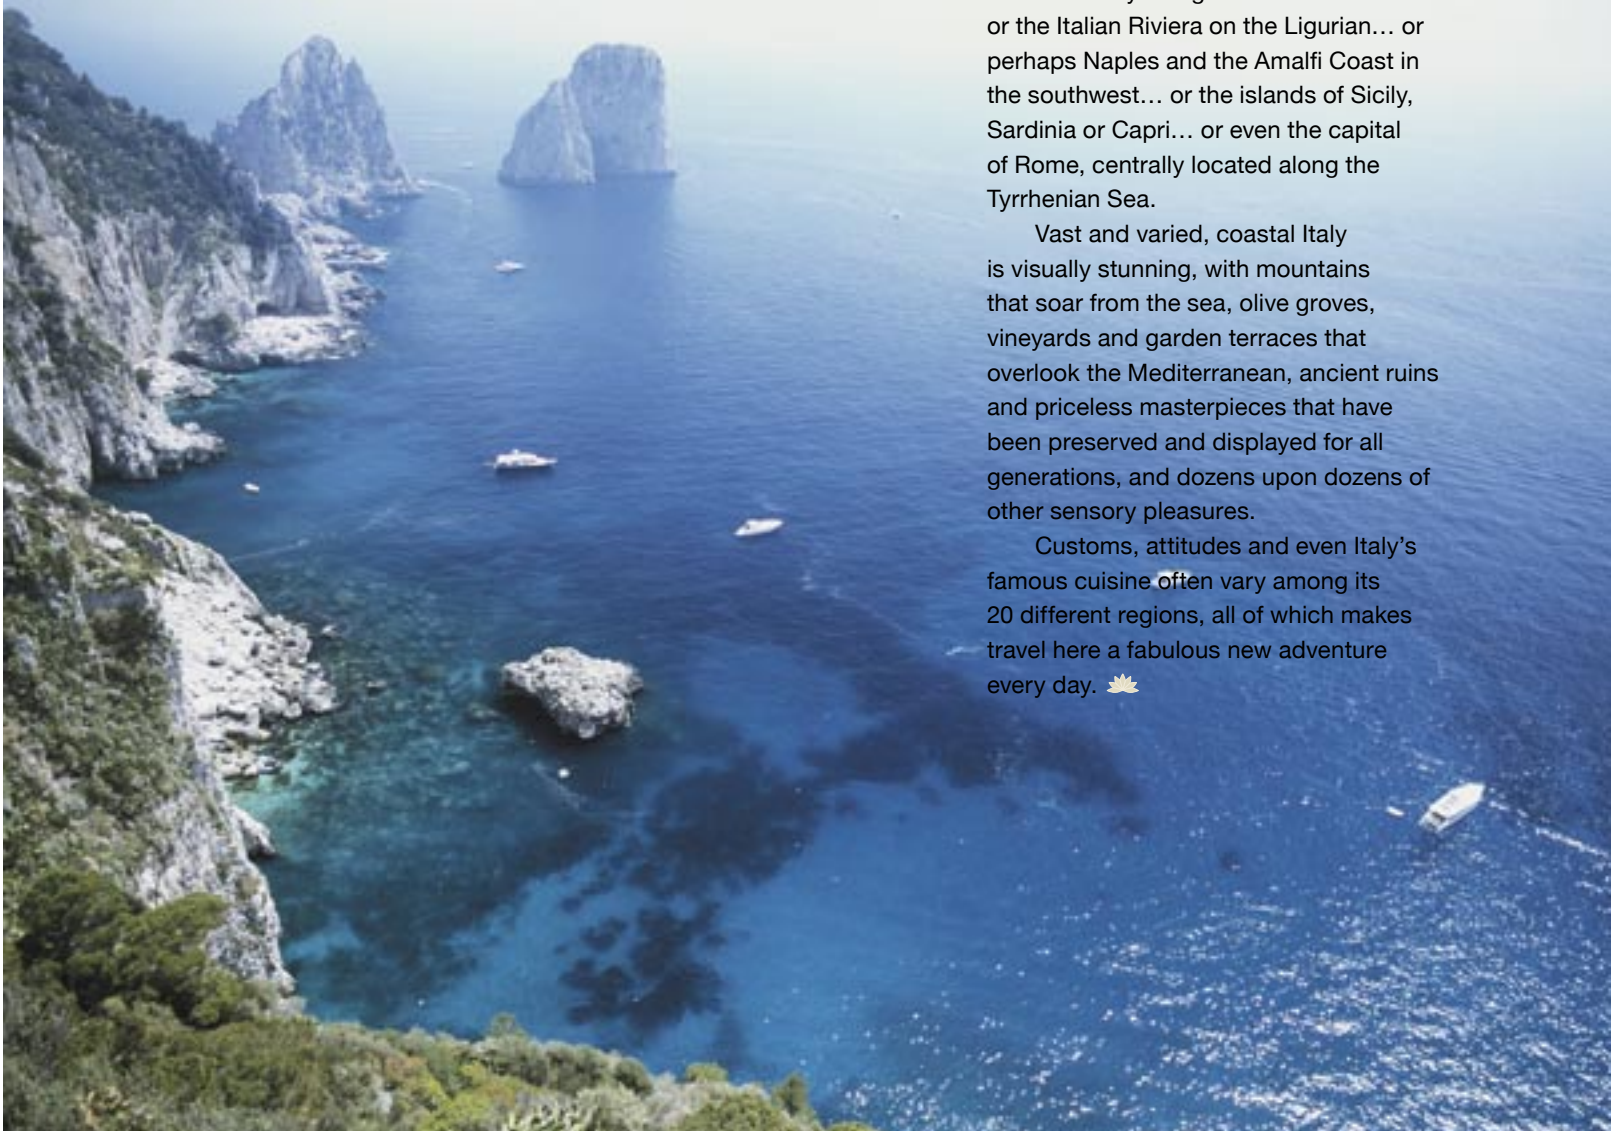 or the Italian Riviera on the Ligurian… or
perhaps Naples and the Amalfi Coast in
the southwest… or the islands of Sicily,
Sardinia or Capri… or even the capital
of Rome, centrally located along the
Tyrrhenian Sea.
Vast and varied, coastal Italy
is visually stunning, with mountains
that soar from the sea, olive groves,
vineyards and garden terraces that
overlook the Mediterranean, ancient ruins
and priceless masterpieces that have
been preserved and displayed for all
generations, and dozens upon dozens of
other sensory pleasures.
Customs, attitudes and even Italy’s
famous cuisine often vary among its
20 different regions, all of which makes
travel here a fabulous new adventure
every day.